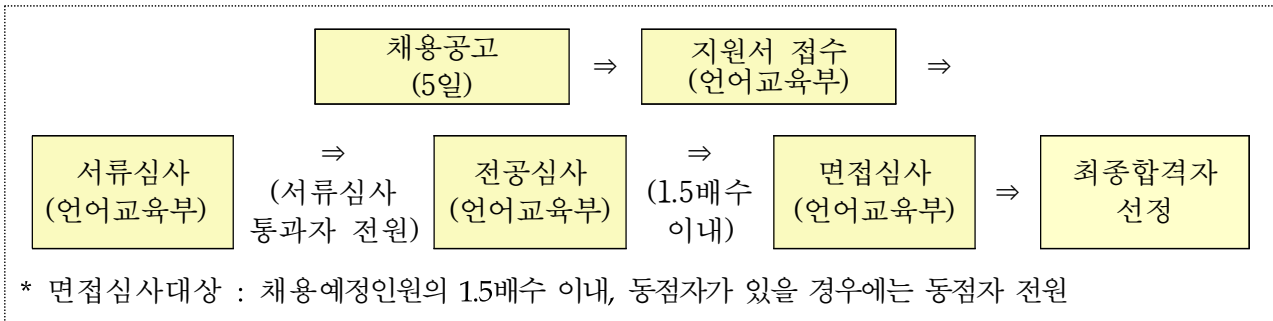 채용공고 ⇒ 지원서 접수 ⇒
(5일) (언어교육부)
서류심사 ⇒ 전공심사 ⇒ 면접심사 ⇒ 최종합격자
(언어교육부) (서류심사 (언어교육부) (1.5배수 (언어교육부) 선정
통과자 전원) 이내)
* 면접심사대상 : 채용예정인원의 1.5배수 이내, 동점자가 있을 경우에는 동점자 전원